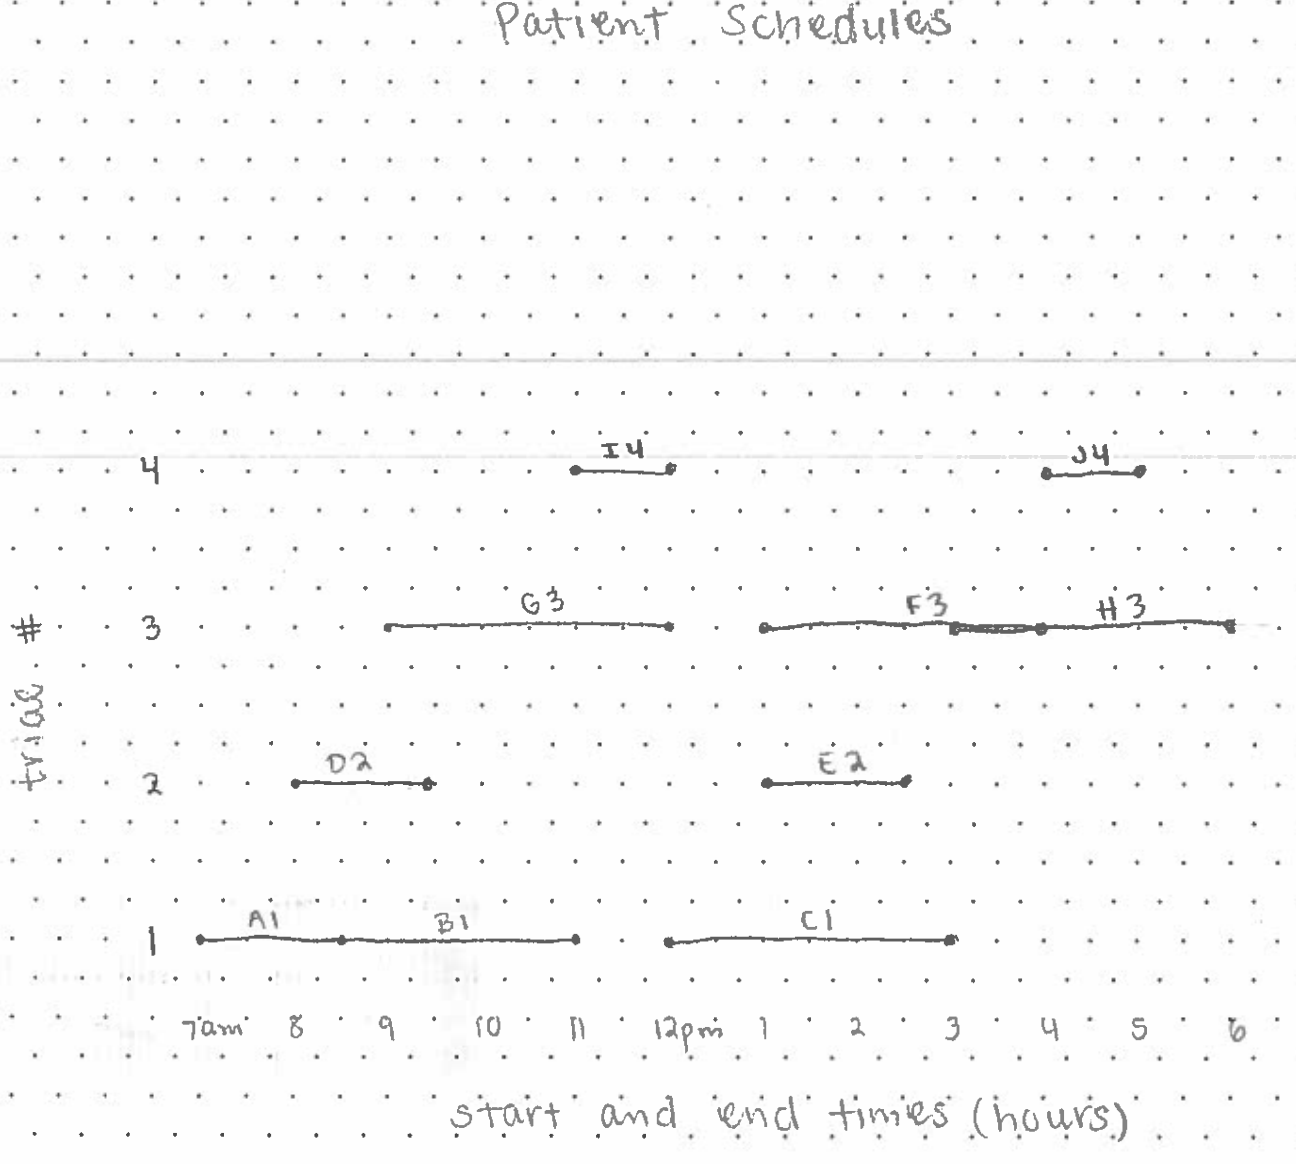 Patient Schedules
I4
J4
4
G3
F3
H3
# 3
trial
D2
E2
2
A1
B1
C1
1
7am 8 9 10 11 12pm 1 2 3 4 5 6
start and end times (hours)